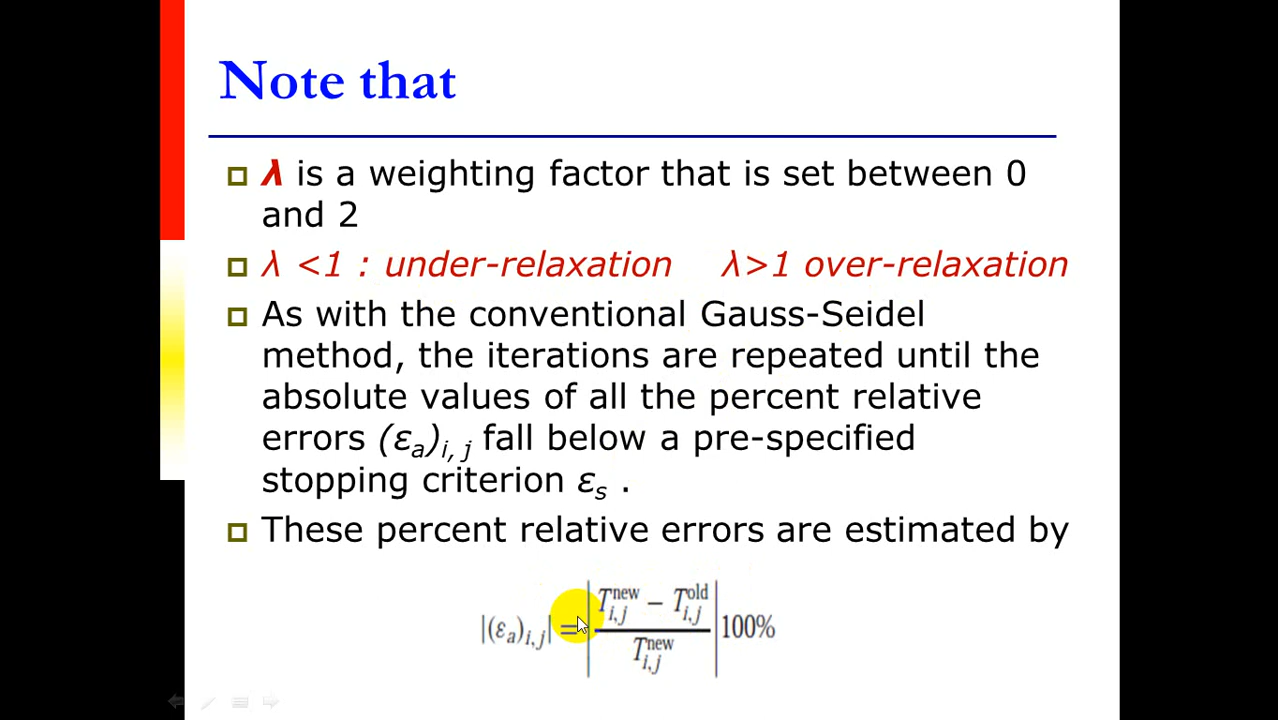 Note that
λ is a weighting factor that is set between 0
and 2
λ <1 : under-relaxation λ>1 over-relaxation
As with the conventional Gauss-Seidel
method, the iterations are repeated until the
absolute values of all the percent relative
errors (εₐ)ᵢ, ⱼ fall below a pre-specified
stopping criterion εₛ .
These percent relative errors are estimated by
|(εₐ)ᵢ,ⱼ| = | (Tᵢ,ⱼ^new − Tᵢ,ⱼ^old) / Tᵢ,ⱼ^new | 100%